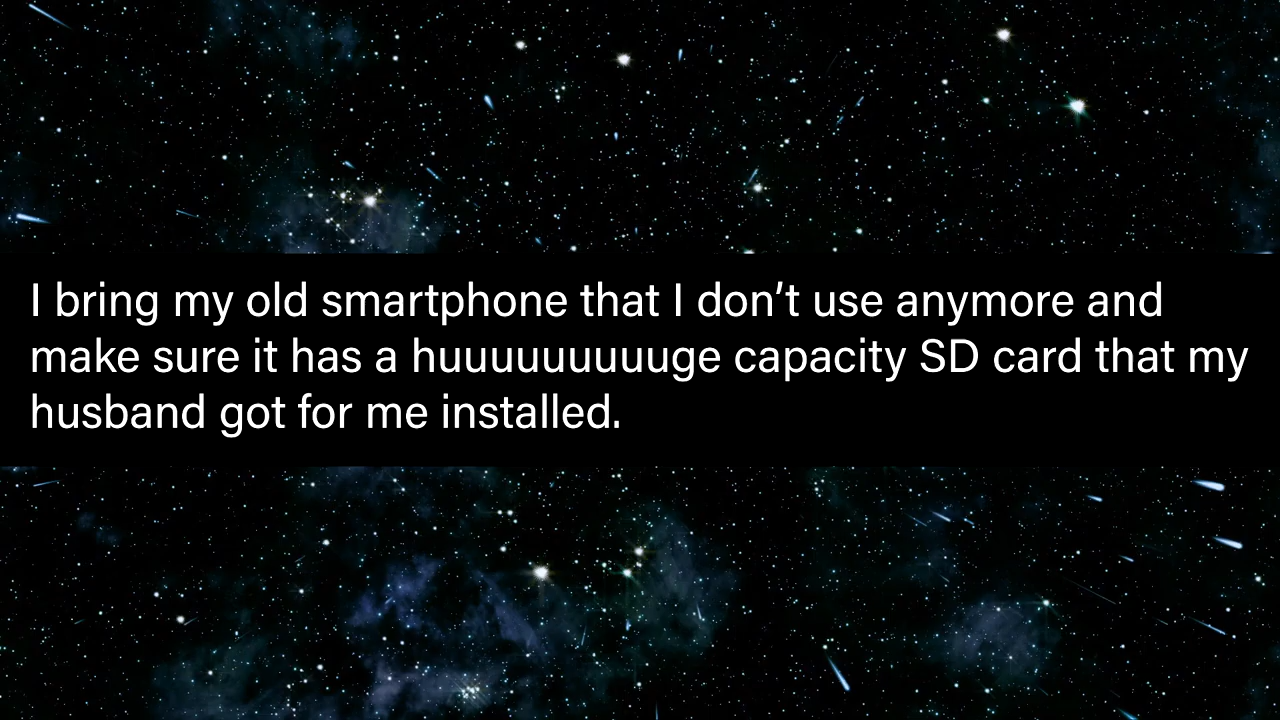 I bring my old smartphone that I don’t use anymore and
make sure it has a huuuuuuuuuge capacity SD card that my
husband got for me installed.